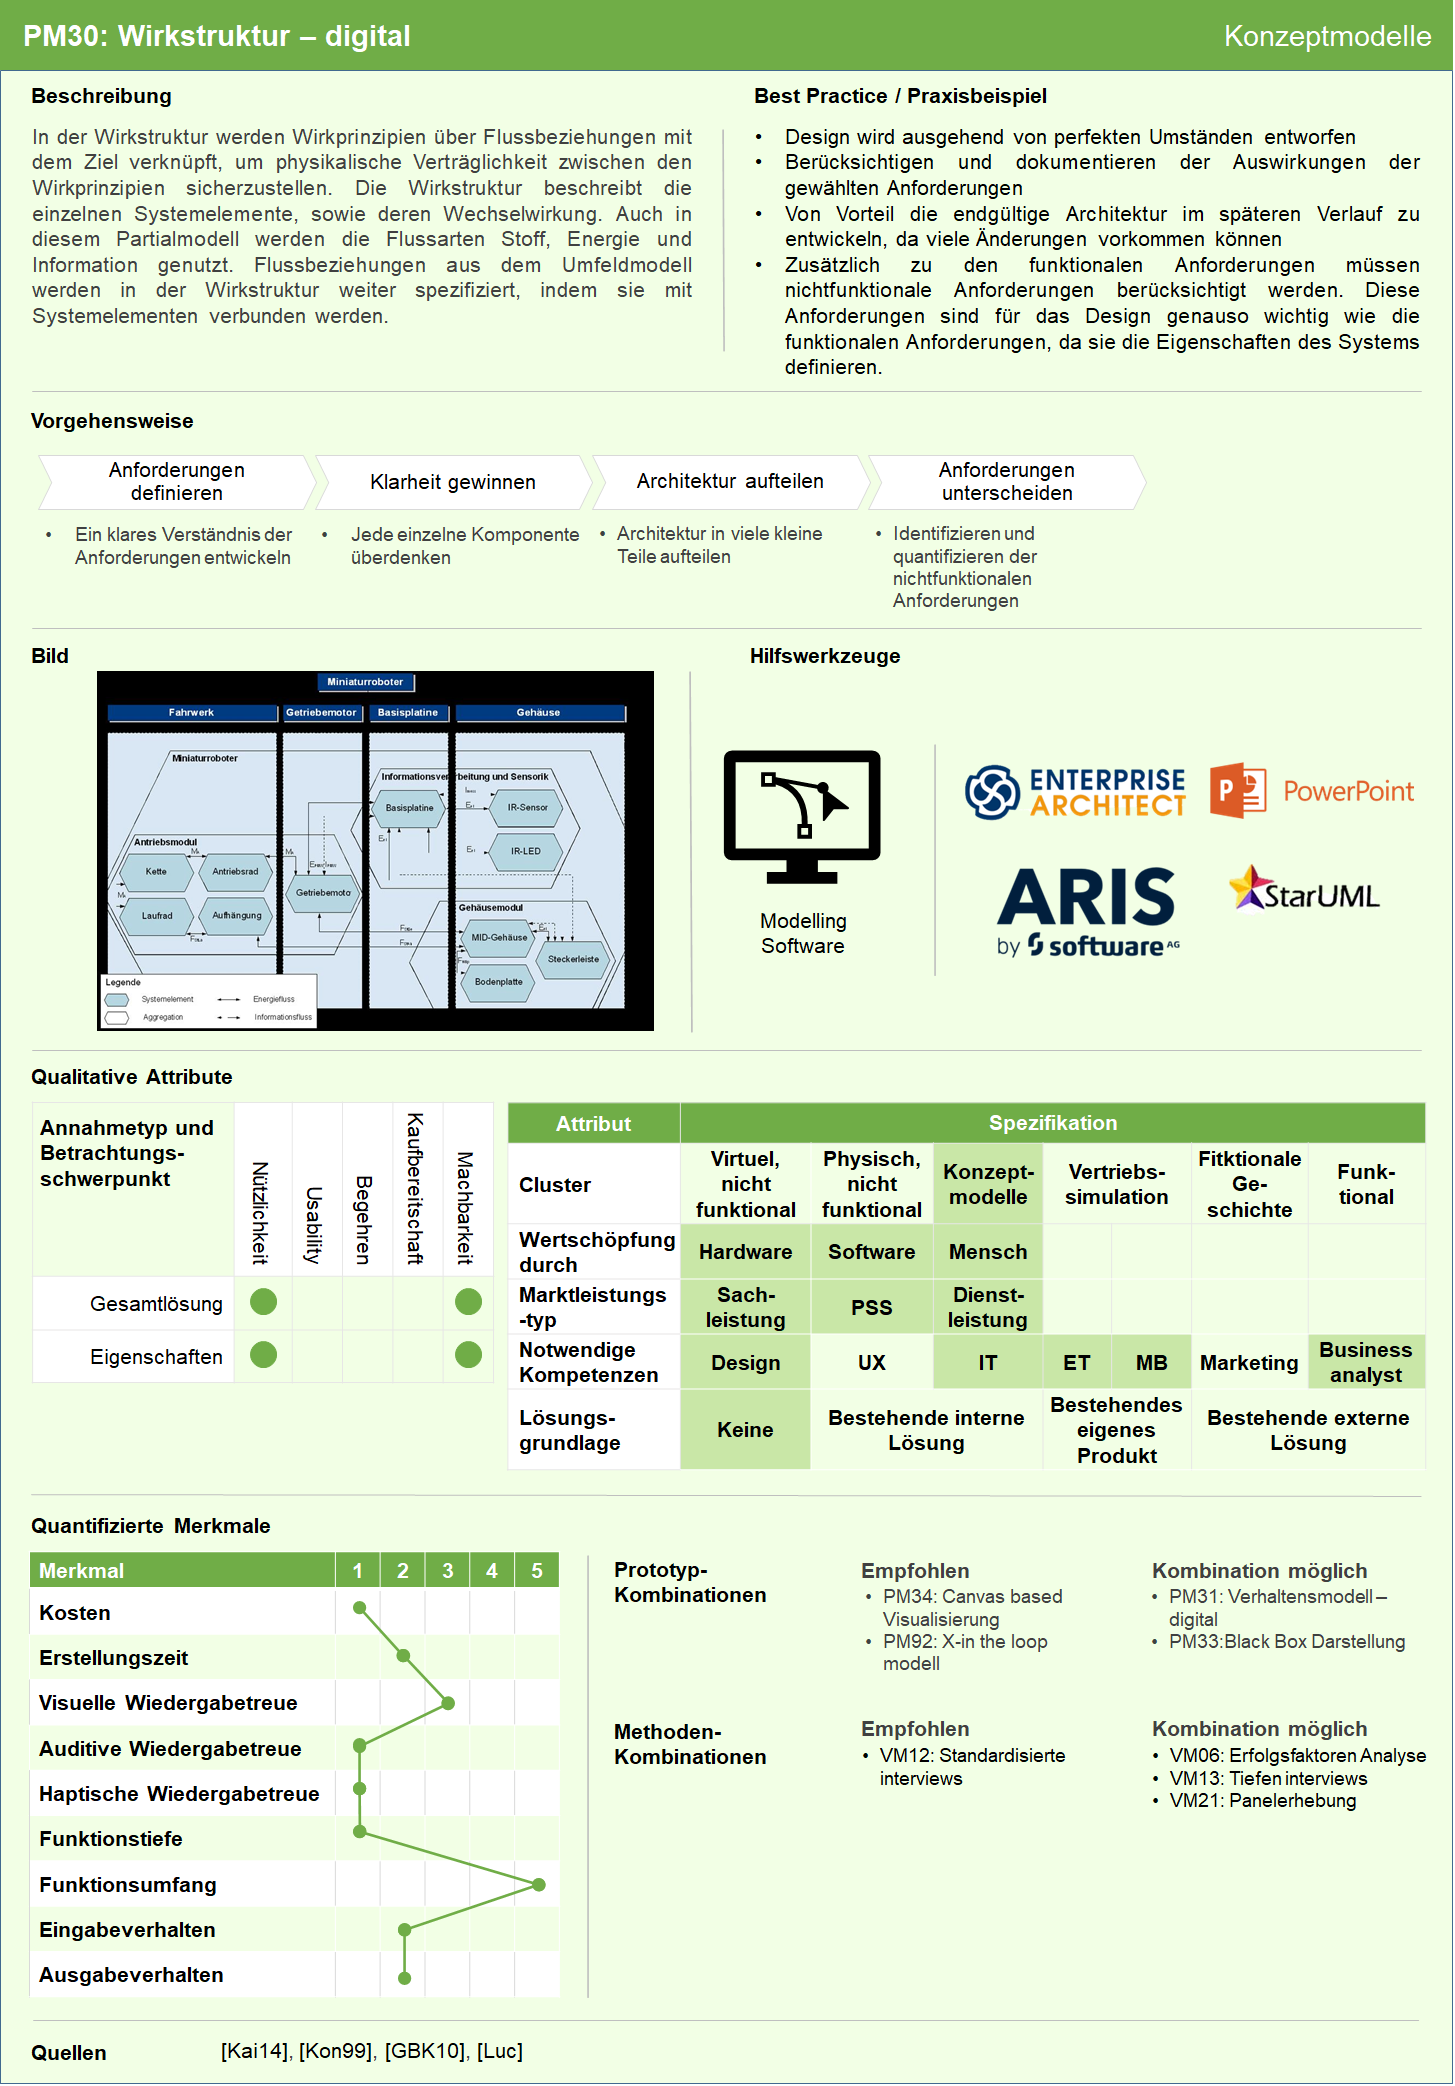 PM30: Wirkstruktur – digital
Konzeptmodelle
Beschreibung
In der Wirkstruktur werden Wirkprinzipien über Flussbeziehungen mit
dem Ziel verknüpft, um physikalische Verträglichkeit zwischen den
Wirkprinzipien sicherzustellen. Die Wirkstruktur beschreibt die
einzelnen Systemelemente, sowie deren Wechselwirkung. Auch in
diesem Partialmodell werden die Flussarten Stoff, Energie und
Information genutzt. Flussbeziehungen aus dem Umfeldmodell
werden in der Wirkstruktur weiter spezifiziert, indem sie mit
Systemelementen verbunden werden.
Best Practice / Praxisbeispiel
• Design wird ausgehend von perfekten Umständen entworfen
• Berücksichtigen und dokumentieren der Auswirkungen der
gewählten Anforderungen
• Von Vorteil die endgültige Architektur im späteren Verlauf zu
entwickeln, da viele Änderungen vorkommen können
• Zusätzlich zu den funktionalen Anforderungen müssen
nichtfunktionale Anforderungen berücksichtigt werden. Diese
Anforderungen sind für das Design genauso wichtig wie die
funktionalen Anforderungen, da sie die Eigenschaften des Systems
definieren.
Vorgehensweise
Anforderungen
definieren
• Ein klares Verständnis der
Anforderungen entwickeln
Klarheit gewinnen
• Jede einzelne Komponente
überdenken
Architektur aufteilen
• Architektur in viele kleine
Teile aufteilen
Anforderungen
unterscheiden
• Identifizieren und
quantifizieren der
nichtfunktionalen
Anforderungen
Bild
Miniaturroboter
Fahrwerk
Getriebemotor
Basisplatine
Gehäuse
Miniaturroboter
Informationsverarbeitung und Sensorik
Basisplatine
IR-Sensor
IR-LED
Antriebsmodul
Kette
Antriebsrad
Laufrad
Aufhängung
Getriebemoto
Gehäusemodul
MID-Gehäuse
Steckerleiste
Bodenplatte
Legende
Systemelement
Energiefluss
Aggregation
Informationsfluss
Hilfswerkzeuge
Modelling
Software
ENTERPRISE
ARCHITECT
PowerPoint
ARIS
by software AG
StarUML
Qualitative Attribute
Annahmetyp und
Betrachtungs-
schwerpunkt
Nützlichkeit
Usability
Begehren
Kaufbereitschaft
Machbarkeit
Gesamtlösung
Eigenschaften
Attribut
Spezifikation
Cluster
Virtuel,
nicht
funktional
Physisch,
nicht
funktional
Konzept-
modelle
Vertriebs-
simulation
Fitktionale
Ge-
schichte
Funk-
tional
Wertschöpfung
durch
Hardware
Software
Mensch
Marktleistungs
-typ
Sach-
leistung
PSS
Dienst-
leistung
Notwendige
Kompetenzen
Design
UX
IT
ET
MB
Marketing
Business
analyst
Lösungs-
grundlage
Keine
Bestehende interne
Lösung
Bestehendes
eigenes
Produkt
Bestehende externe
Lösung
Quantifizierte Merkmale
Merkmal 1 2 3 4 5
Kosten
Erstellungszeit
Visuelle Wiedergabetreue
Auditive Wiedergabetreue
Haptische Wiedergabetreue
Funktionstiefe
Funktionsumfang
Eingabeverhalten
Ausgabeverhalten
Prototyp-
Kombinationen
Empfohlen
• PM34: Canvas based
Visualisierung
• PM92: X-in the loop
modell
Kombination möglich
• PM31: Verhaltensmodell –
digital
• PM33:Black Box Darstellung
Methoden-
Kombinationen
Empfohlen
• VM12: Standardisierte
interviews
Kombination möglich
• VM06: Erfolgsfaktoren Analyse
• VM13: Tiefen interviews
• VM21: Panelerhebung
Quellen
[Kai14], [Kon99], [GBK10], [Luc]